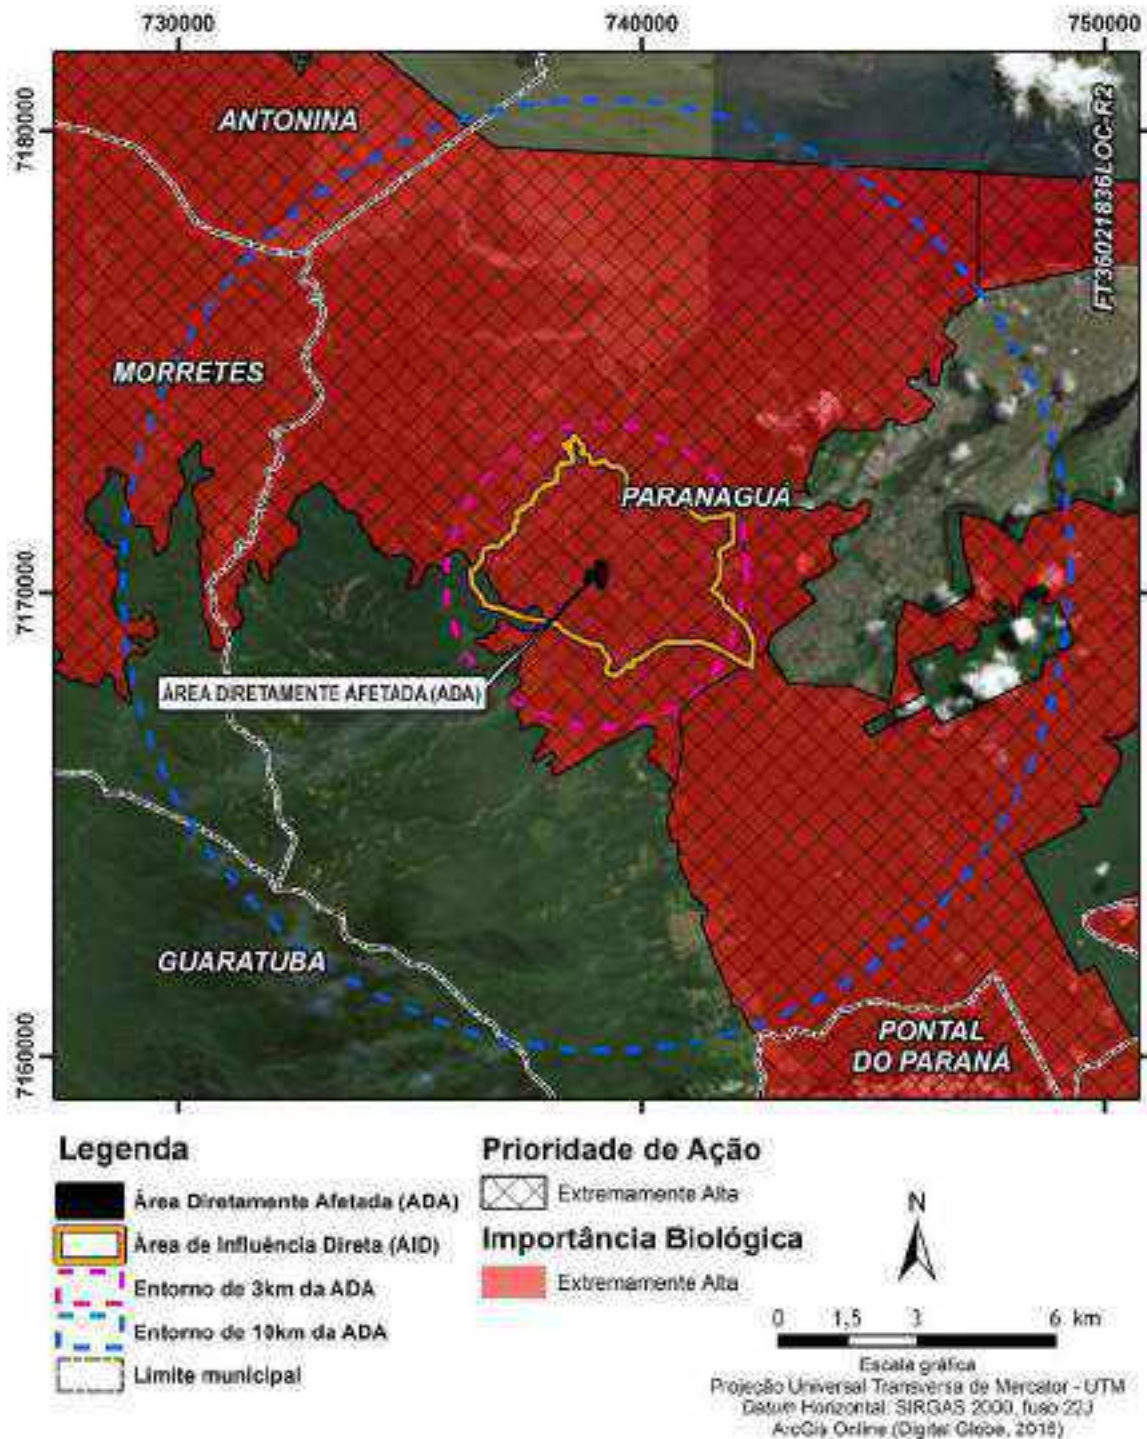 730000
740000
750000
7180000
7170000
7160000
FT36021836LOC-R2
ANTONINA
MORRETES
PARANAGUÁ
ÁREA DIRETAMENTE AFETADA (ADA)
GUARATUBA
PONTAL
DO PARANÁ
Legenda
Área Diretamente Afetada (ADA)
Área de Influência Direta (AID)
Entorno de 3km da ADA
Entorno de 10km da ADA
Limite municipal
Prioridade de Ação
Extremamente Alta
Importância Biológica
Extremamente Alta
N
0 1,5 3 6 km
Escala gráfica
Projeção Universal Transversa de Mercator - UTM
Datum Horizontal: SIRGAS 2000, fuso 22J
ArcGis Online (Digital Globe, 2016)